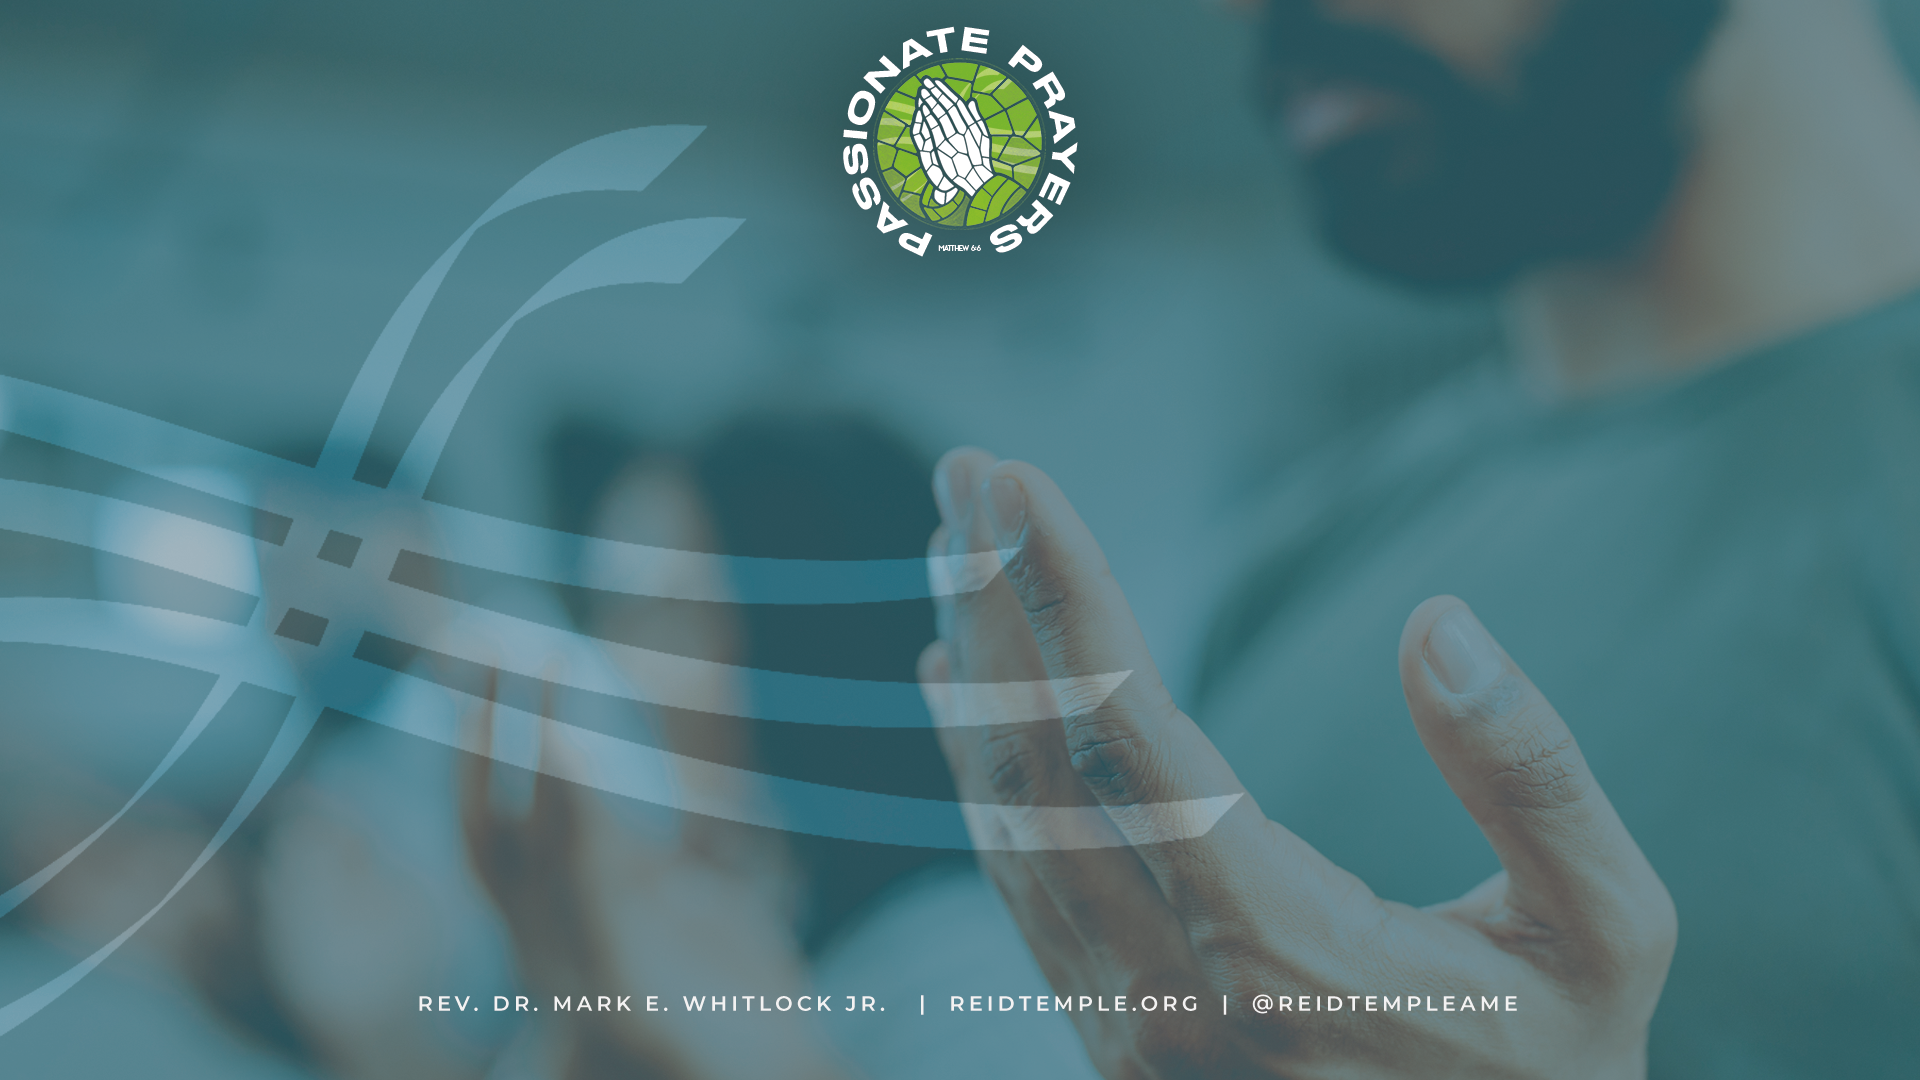 PASSIONATE PRAYERS
MATTHEW 6:6
REV. DR. MARK E. WHITLOCK JR. | REIDTEMPLE.ORG | @REIDTEMPLEAME